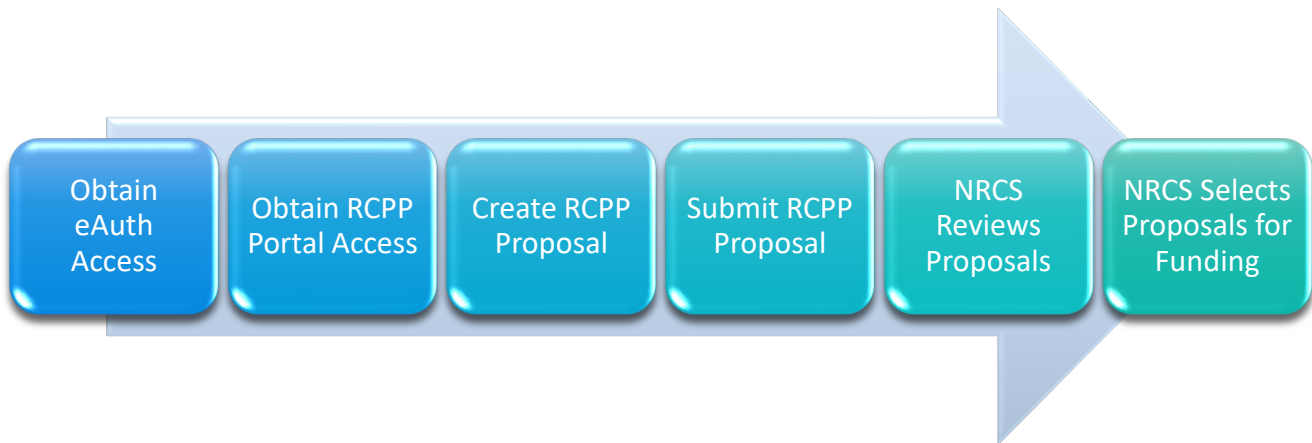 Obtain
eAuth
Access
Obtain RCPP
Portal Access
Create RCPP
Proposal
Submit RCPP
Proposal
NRCS
Reviews
Proposals
NRCS Selects
Proposals for
Funding